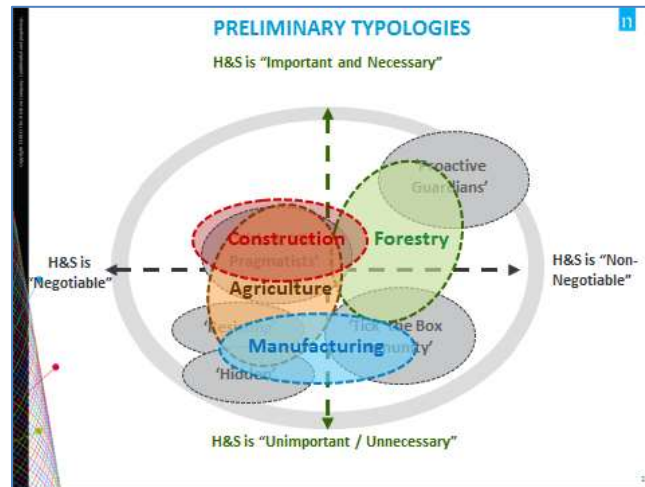 PRELIMINARY TYPOLOGIES
n
H&S is “Important and Necessary”
‘Proactive
Guardians’
Construction
Forestry
Pragmatists’
H&S is
“Negotiable”
H&S is “Non-
Negotiable”
Agriculture
‘Tick The Box
Manufacturing
‘Hidden’
H&S is “Unimportant / Unnecessary”